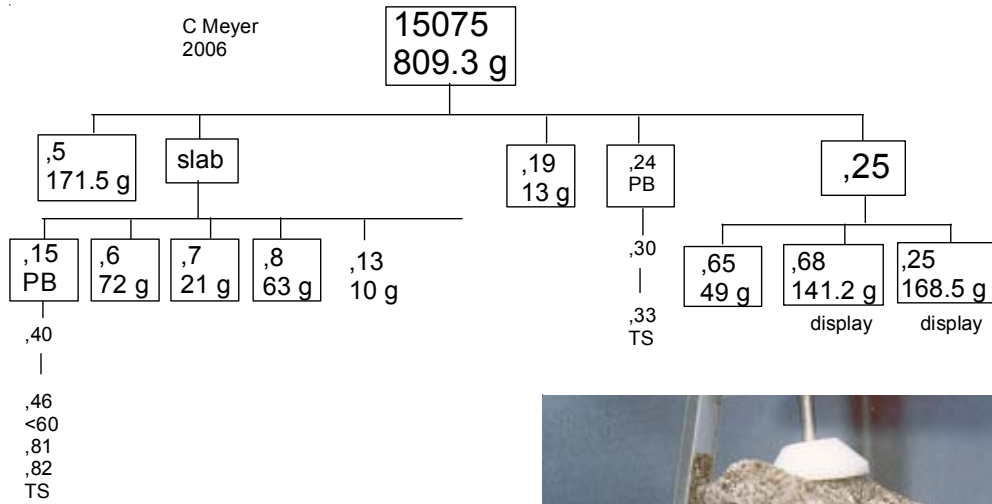 C Meyer
2006
15075
809.3 g
,5
171.5 g
slab
,19
13 g
,24
PB
,25
,15
PB
,6
72 g
,7
21 g
,8
63 g
,13
10 g
,30
,65
49 g
,68
141.2 g
,25
168.5 g
display
display
,33
TS
,40
,46
<60
,81
,82
TS